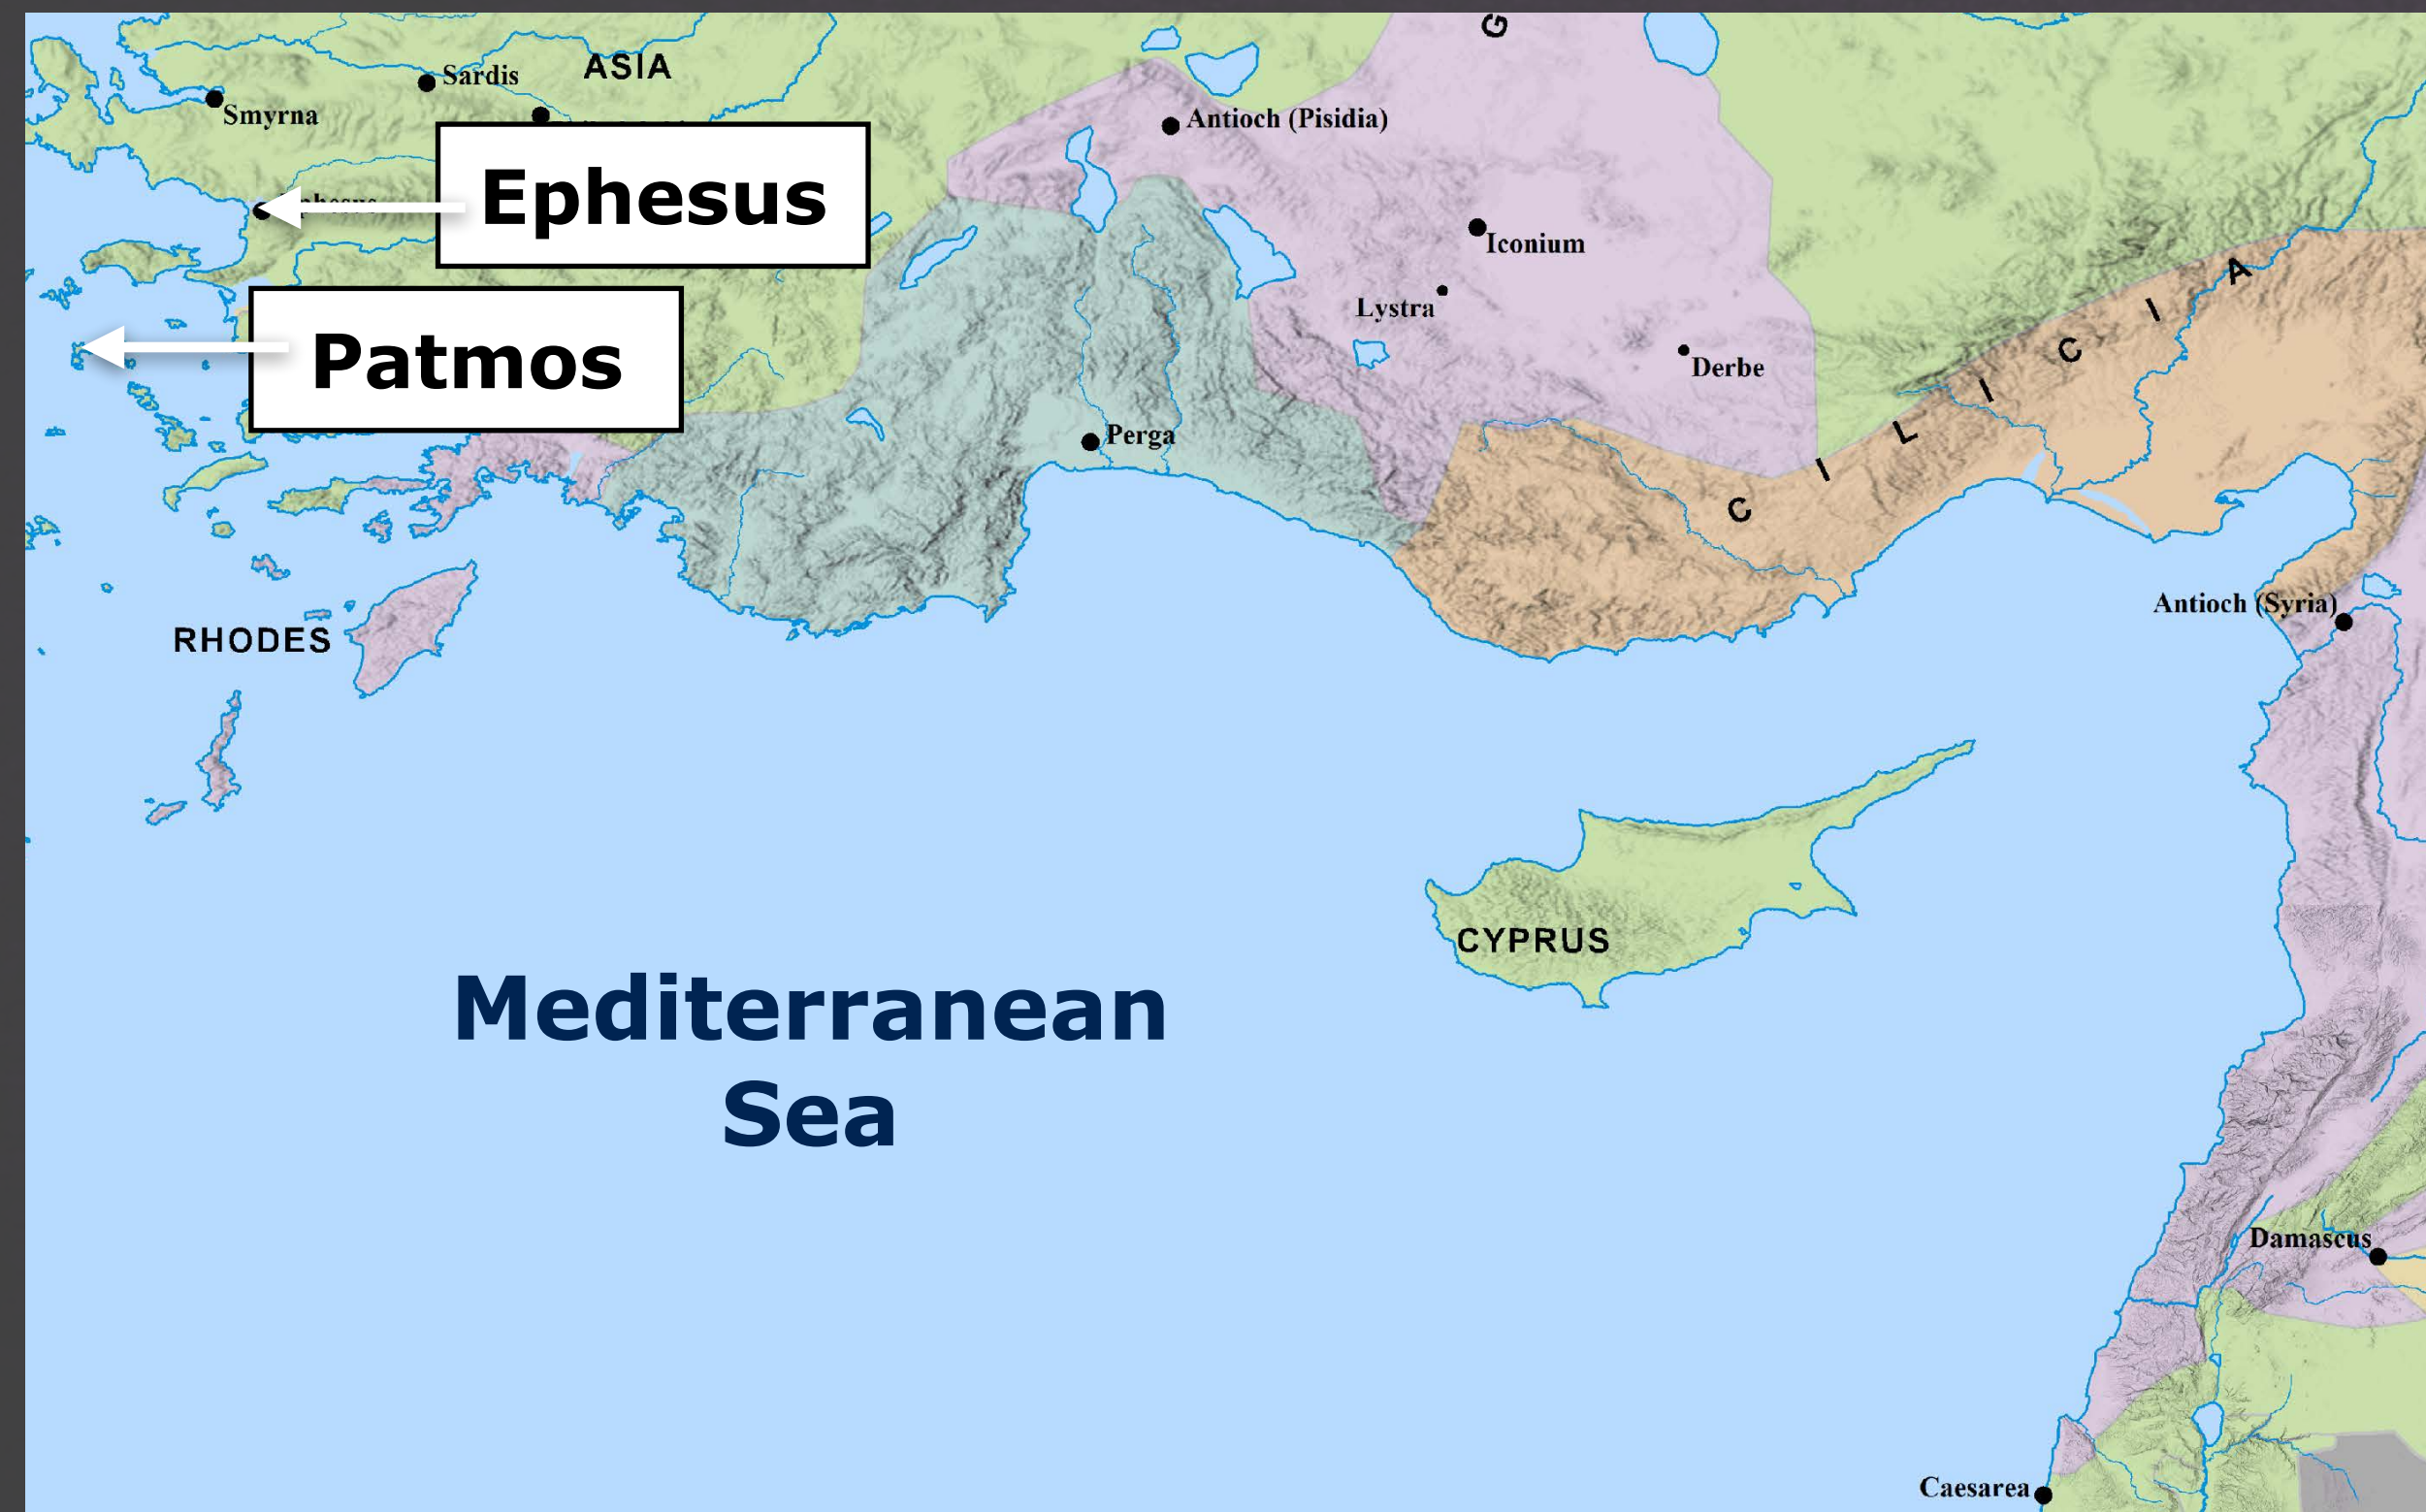 G
Sardis
ASIA
Smyrna
Antioch (Pisidia)
Ephesus
Iconium
Lystra
Patmos
Derbe
CILICIA
Perga
Antioch (Syria)
RHODES
CYPRUS
Mediterranean
Sea
Damascus
Caesarea